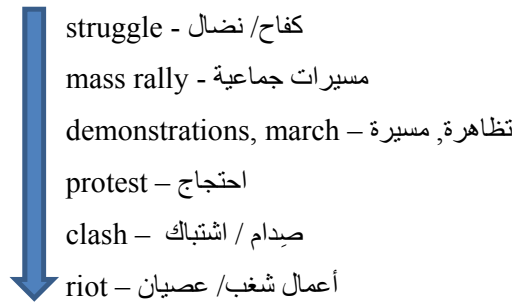 struggle - كفاح/ نضال
mass rally - مسيرات جماعية
demonstrations, march – تظاهرة, مسيرة
protest – احتجاج
clash – صِدام / اشتباك
riot – أعمال شغب/ عصيان